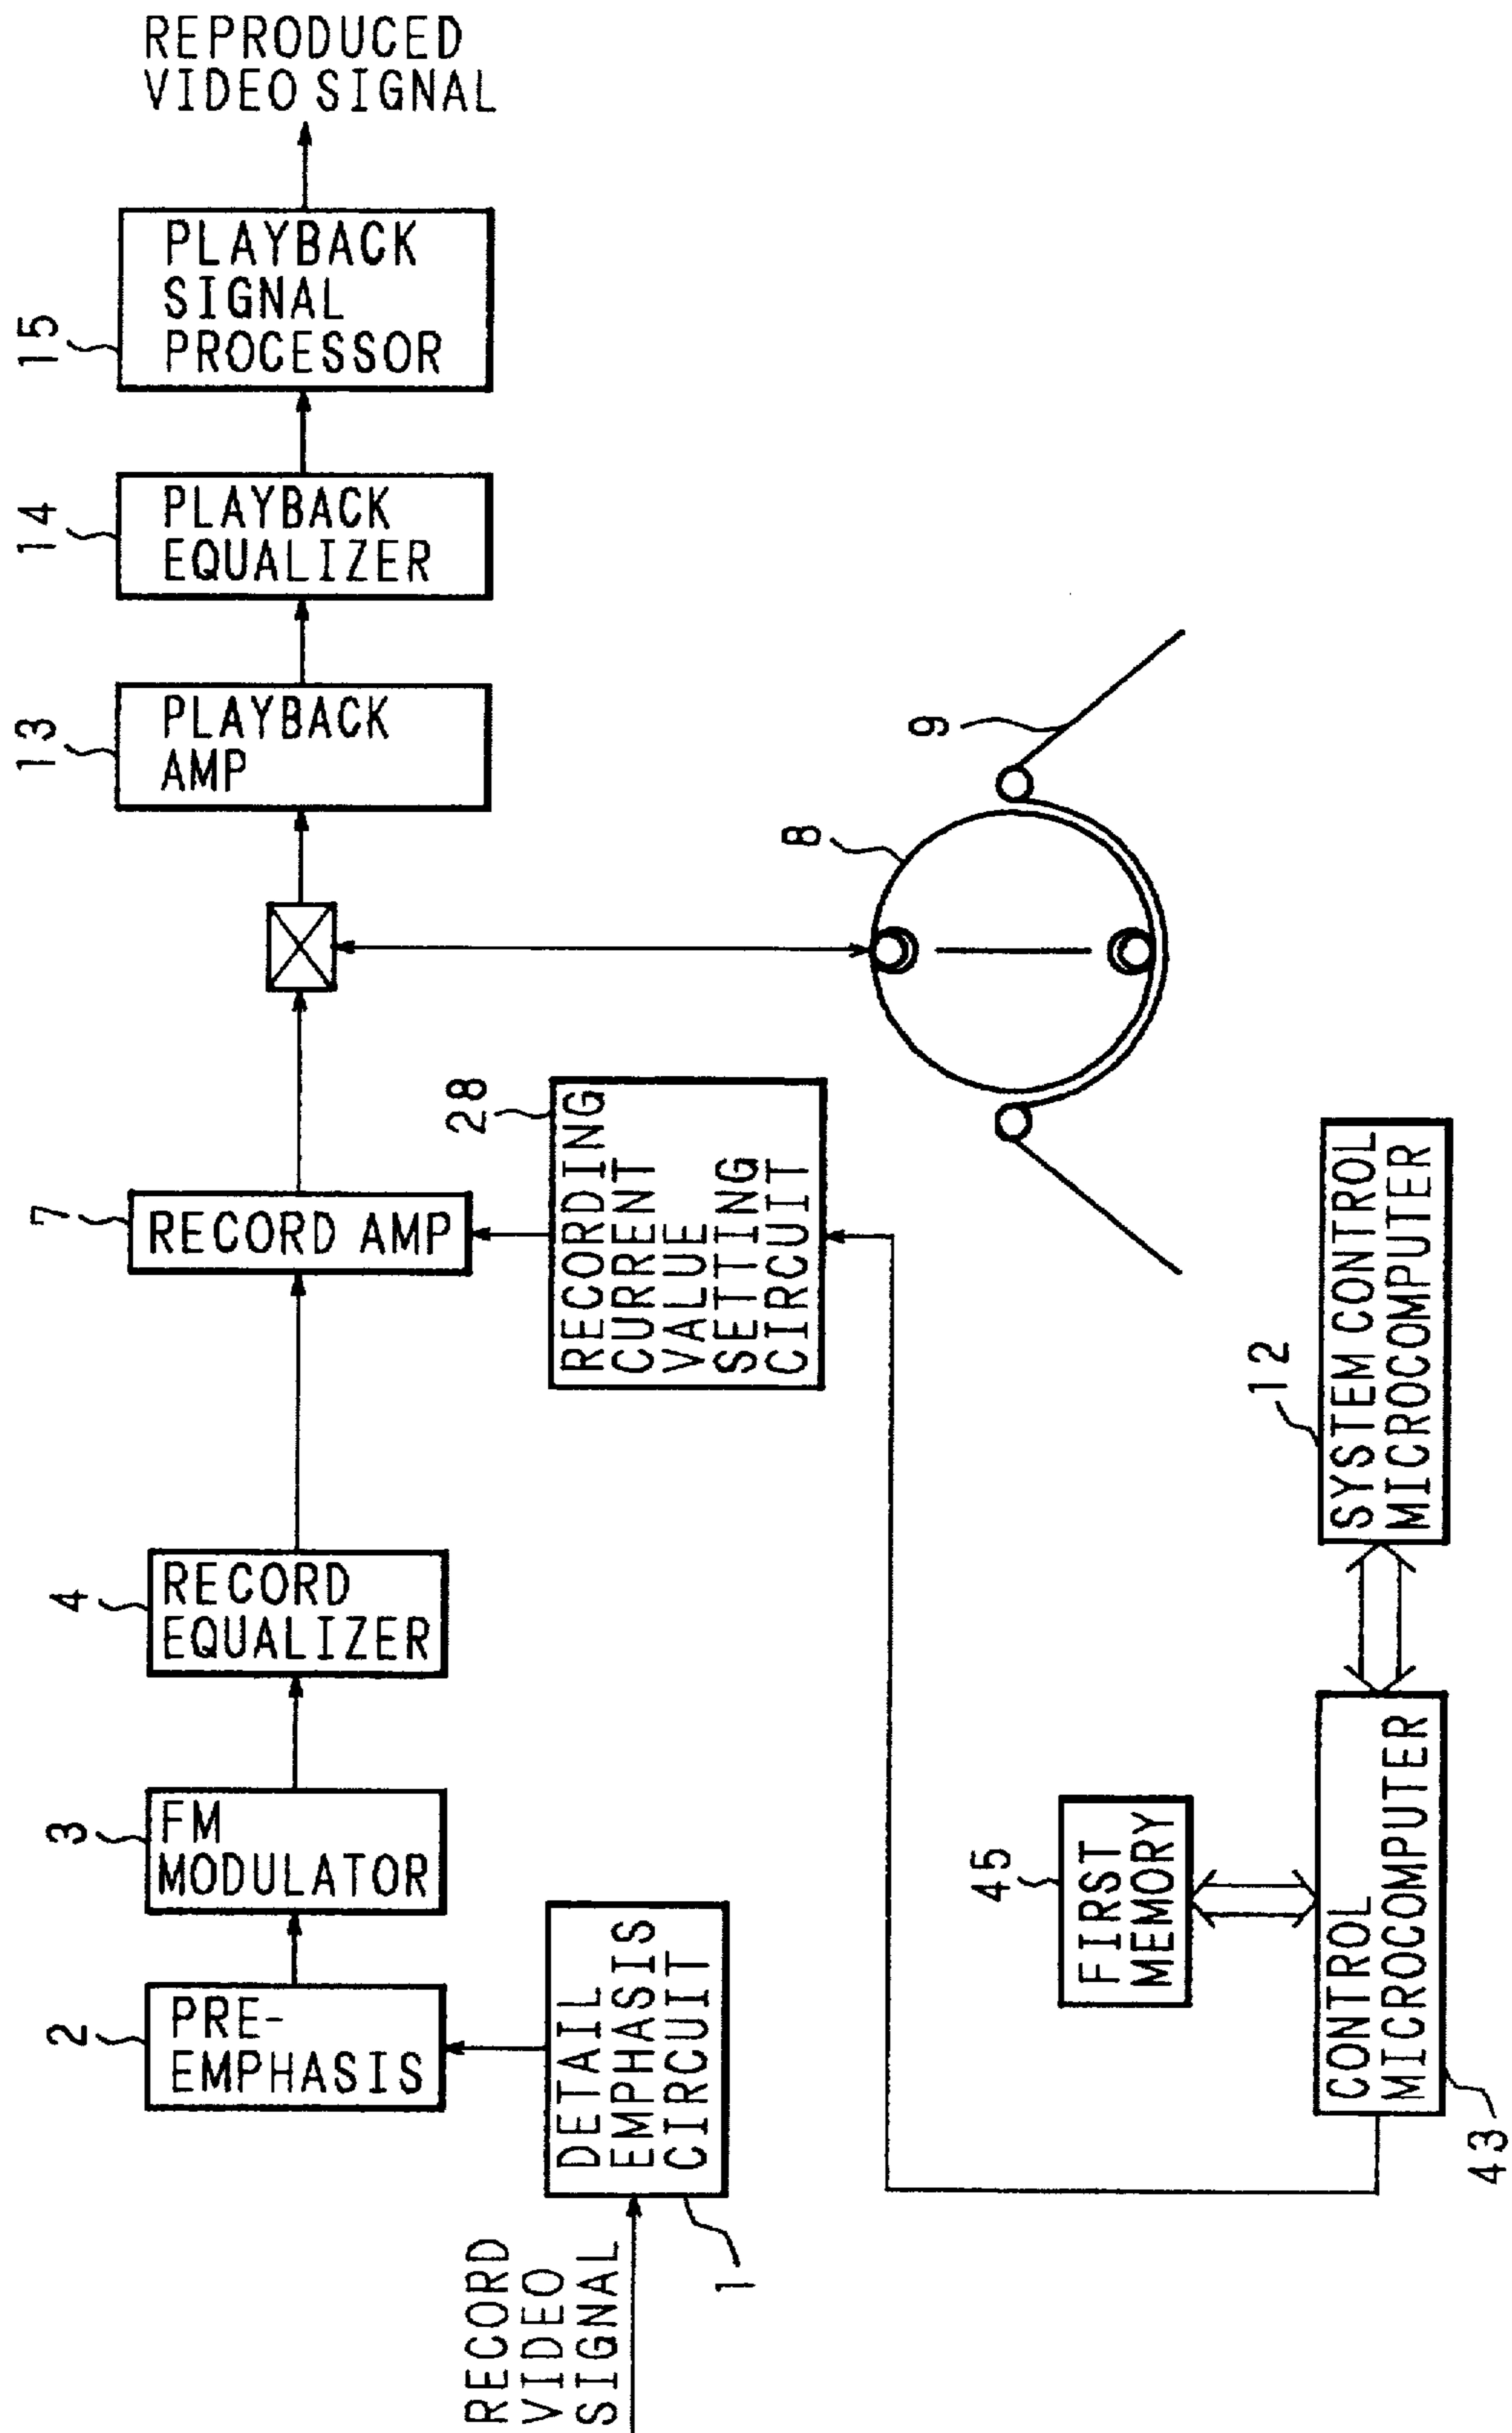 RECORD
VIDEO
SIGNAL
1
DETAIL
EMPHASIS
CIRCUIT
2
PRE-
EMPHASIS
3
FM
MODULATOR
4
RECORD
EQUALIZER
7
RECORD AMP
28
RECORDING
CURRENT
VALUE
SETTING
CIRCUIT
13
PLAYBACK
AMP
14
PLAYBACK
EQUALIZER
15
PLAYBACK
SIGNAL
PROCESSOR
REPRODUCED
VIDEO SIGNAL
8
9
45
FIRST
MEMORY
43
CONTROL
MICROCOMPUTER
12
SYSTEM CONTROL
MICROCOMPUTER